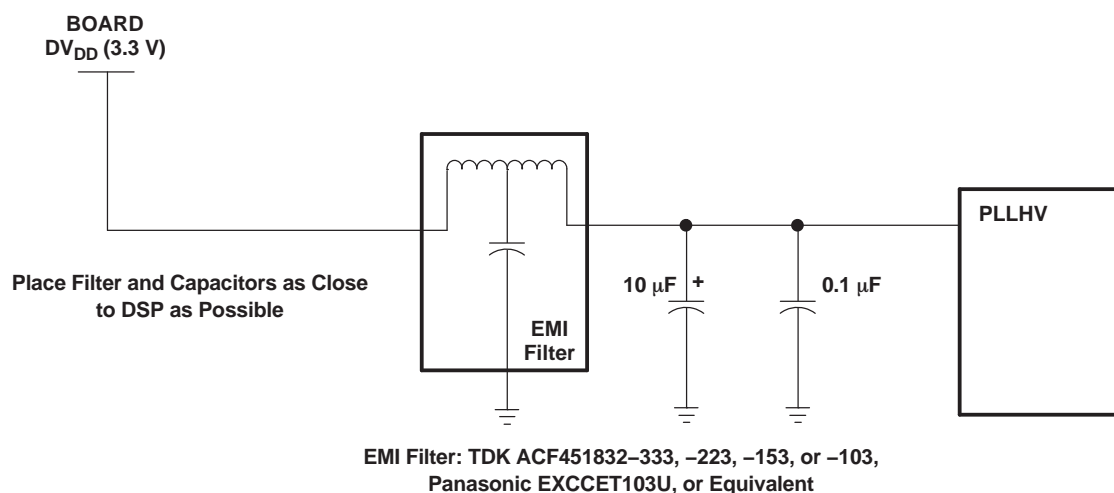 BOARD
DVDD (3.3 V)
PLLHV
Place Filter and Capacitors as Close
to DSP as Possible
10 μF +
0.1 μF
EMI
Filter
EMI Filter: TDK ACF451832–333, –223, –153, or –103,
Panasonic EXCCET103U, or Equivalent